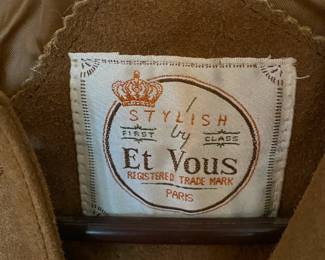 STYLISH
FIRST by CLASS
Et Vous
REGISTERED TRADE MARK
PARIS